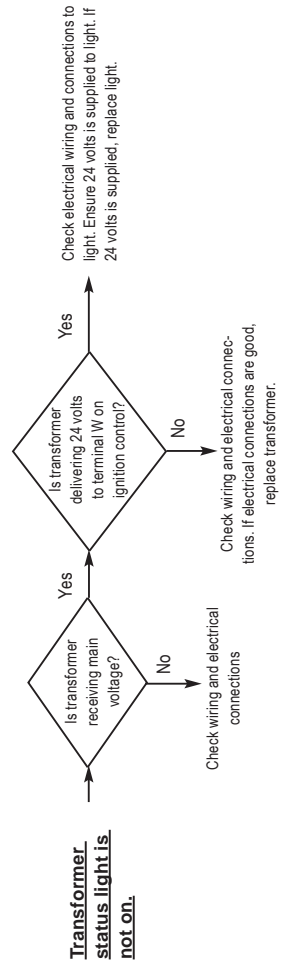 Transformer
status light is
not on.
Is transformer
receiving main
voltage?
Yes
No
Check wiring and electrical
connections
Is transformer
delivering 24 volts
to terminal W on
ignition control?
Yes
No
Check wiring and electrical connec-
tions. If electrical connections are good,
replace transformer.
Check electrical wiring and connections to
light. Ensure 24 volts is supplied to light. If
24 volts is supplied, replace light.